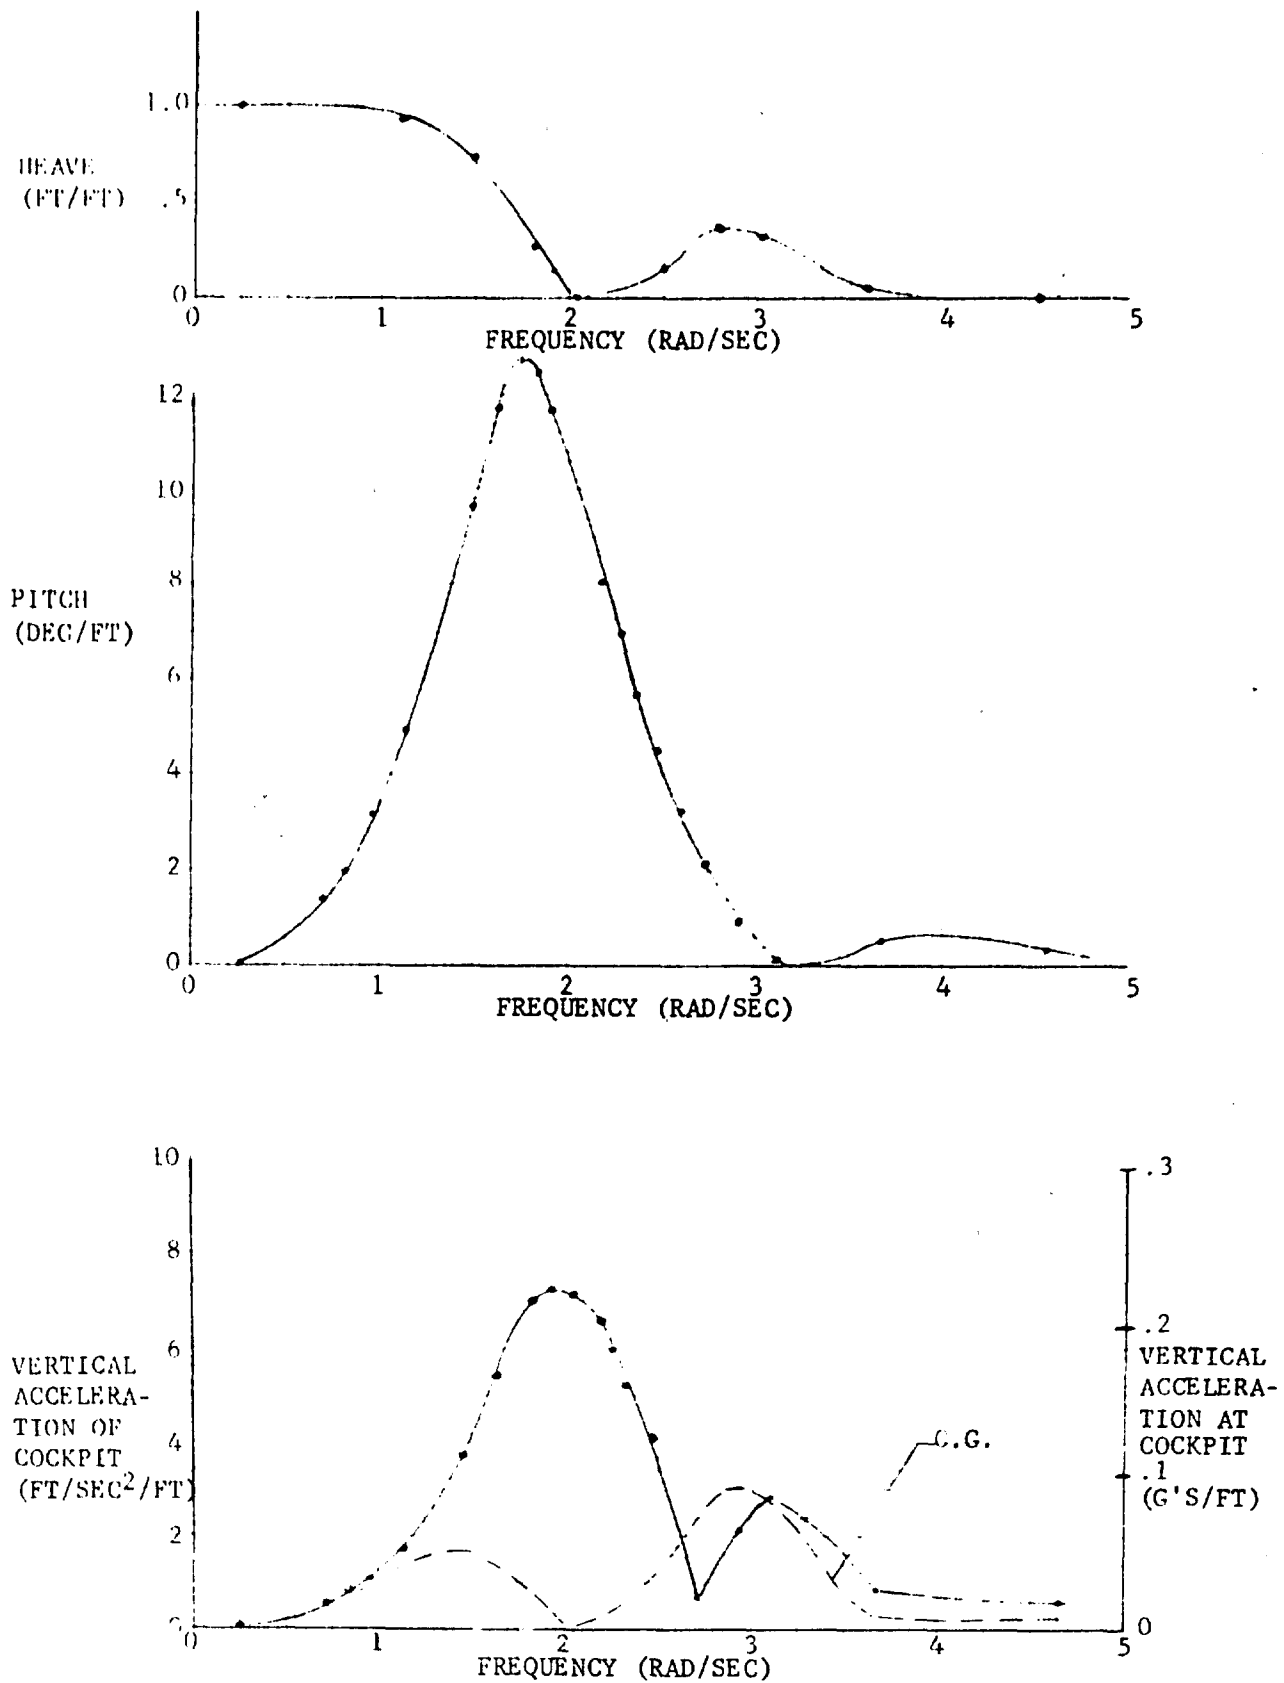 1.0
HEAVE
(FT/FT)
.5
0
0 1 2 3 4 5
FREQUENCY (RAD/SEC)
12
10
8
PITCH
(DEC/FT)
6
4
2
0
0 1 2 3 4 5
FREQUENCY (RAD/SEC)
10
8
6
VERTICAL
ACCELERA-
TION OF
COCKPIT
(FT/SEC²/FT)
4
2
0 1 2 3 4 5
FREQUENCY (RAD/SEC)
C.G.
.3
.2
VERTICAL
ACCELERA-
TION AT
COCKPIT
.1
(G'S/FT)
0